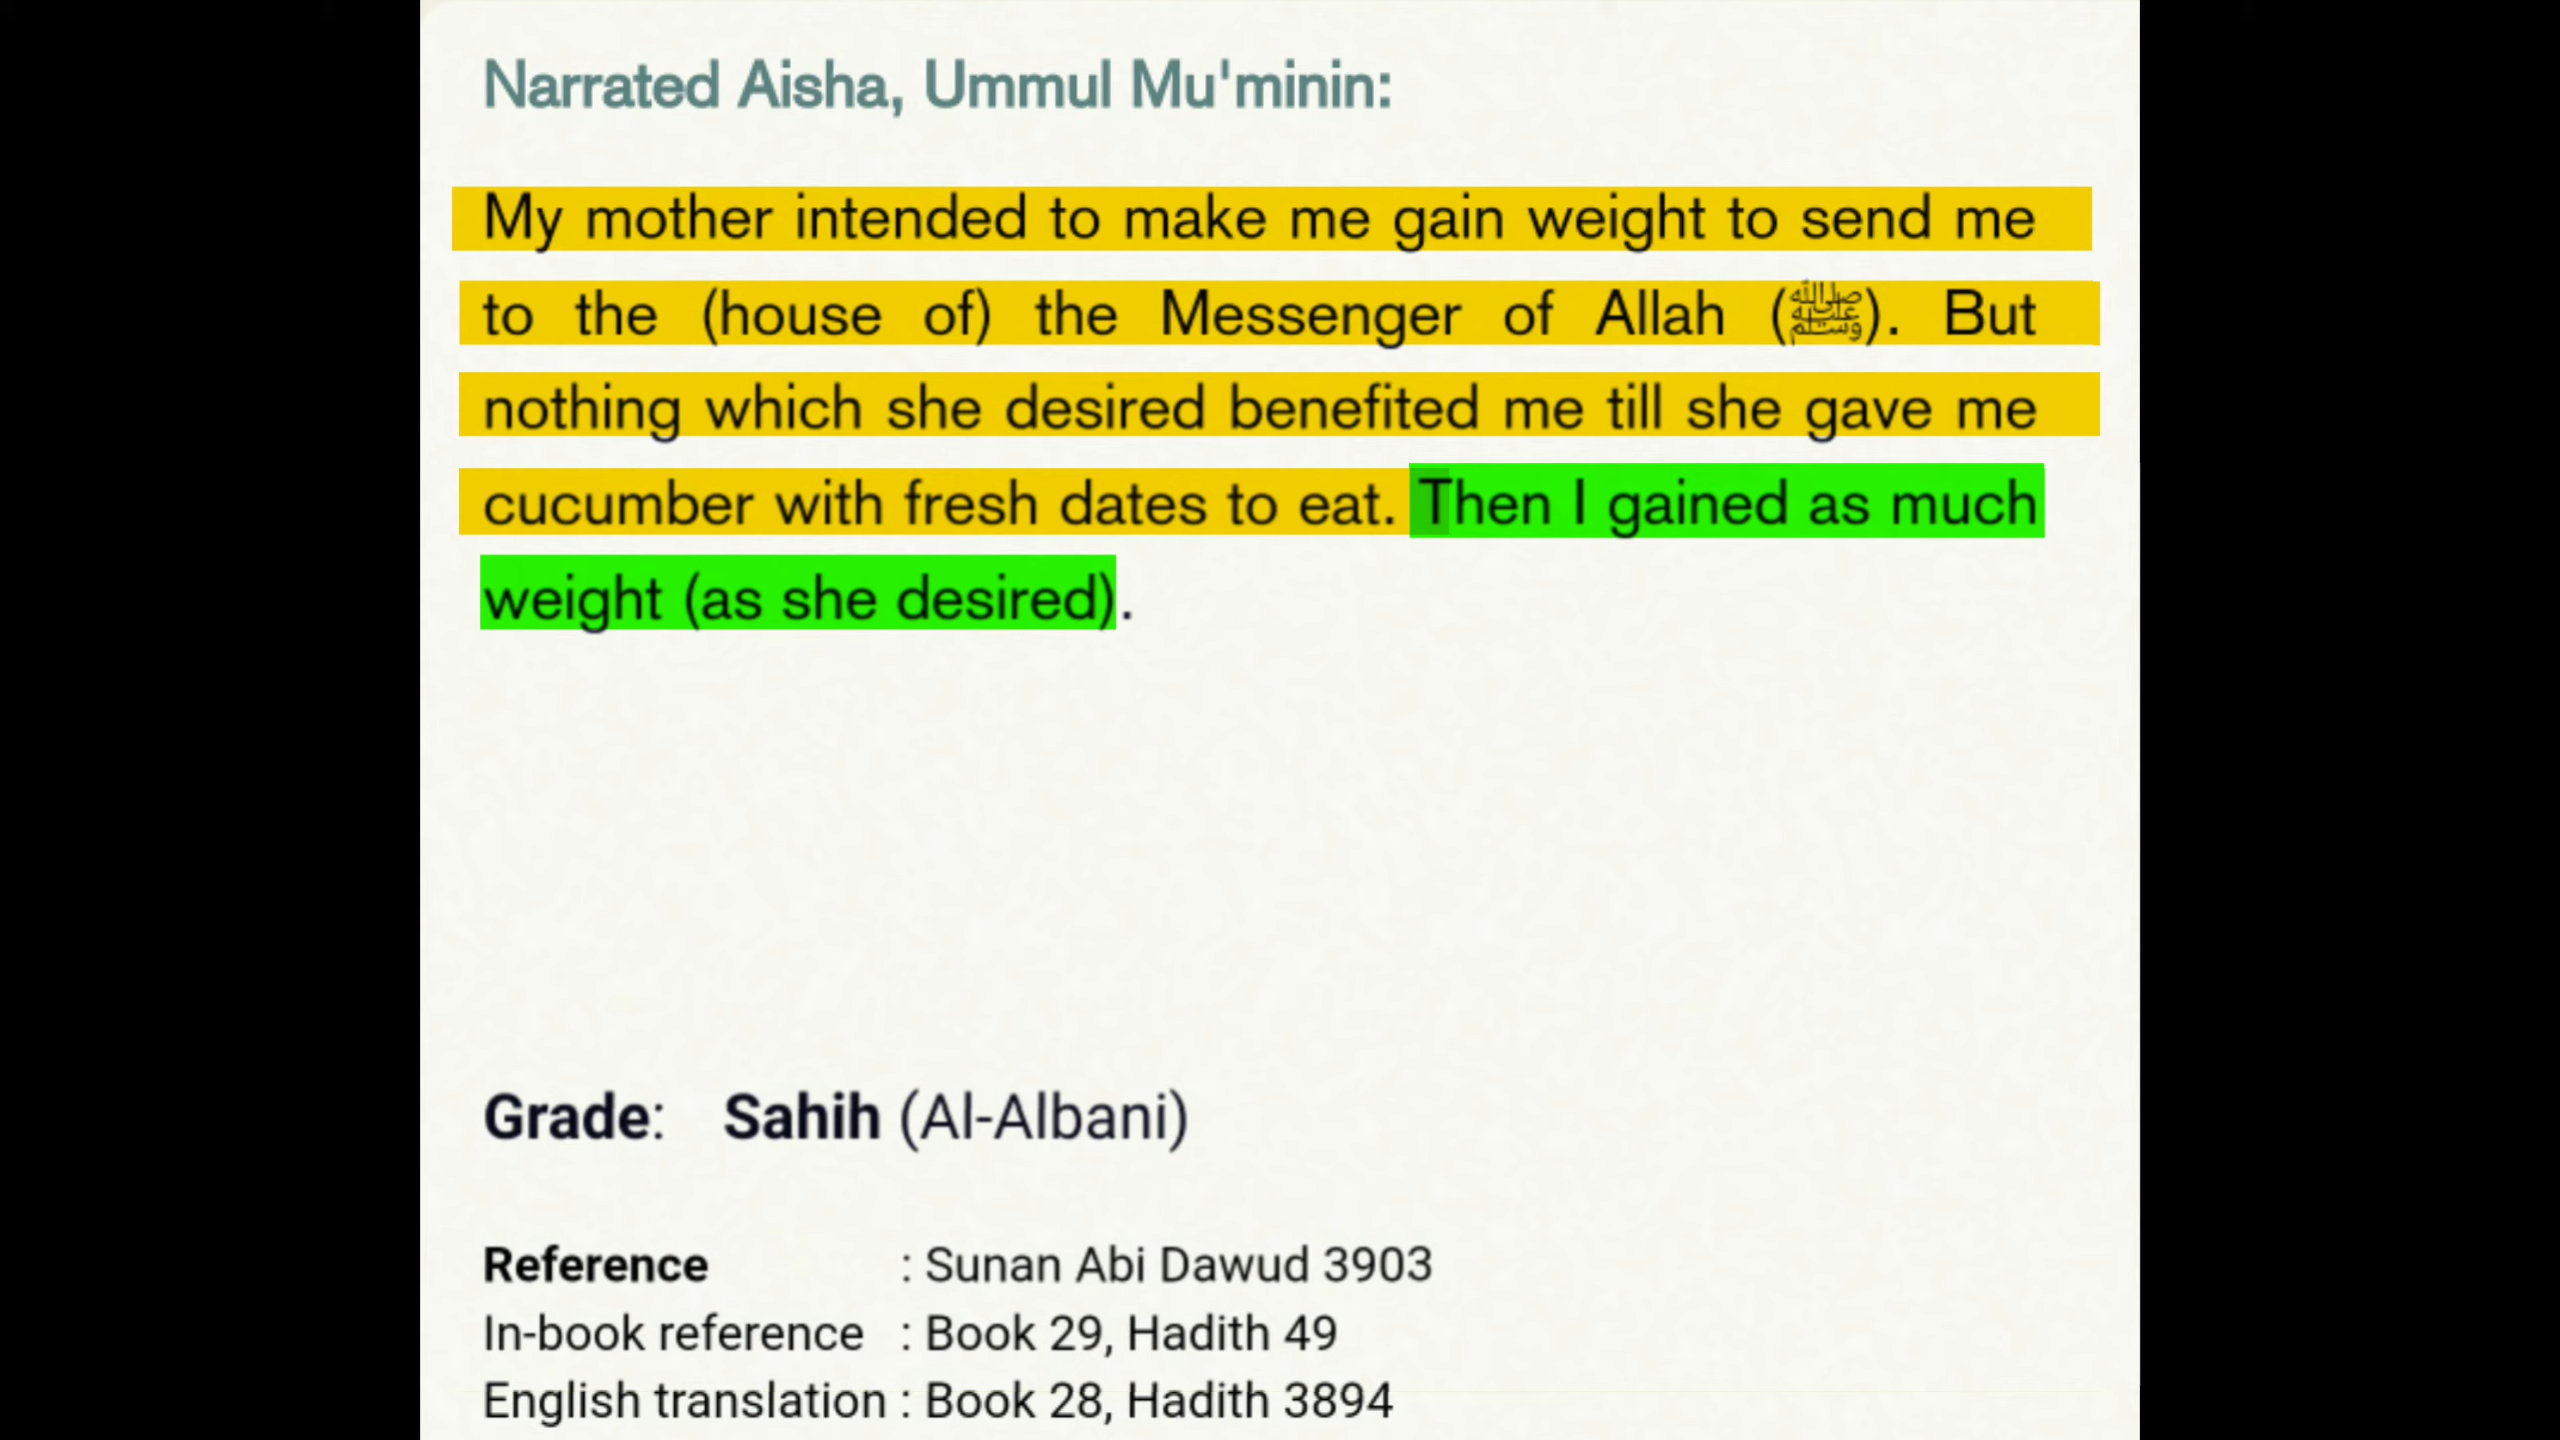 Narrated Aisha, Ummul Mu'minin:
My mother intended to make me gain weight to send me
to the (house of) the Messenger of Allah (ﷺ). But
nothing which she desired benefited me till she gave me
cucumber with fresh dates to eat. Then I gained as much
weight (as she desired).
Grade: Sahih (Al-Albani)
Reference : Sunan Abi Dawud 3903
In-book reference : Book 29, Hadith 49
English translation : Book 28, Hadith 3894